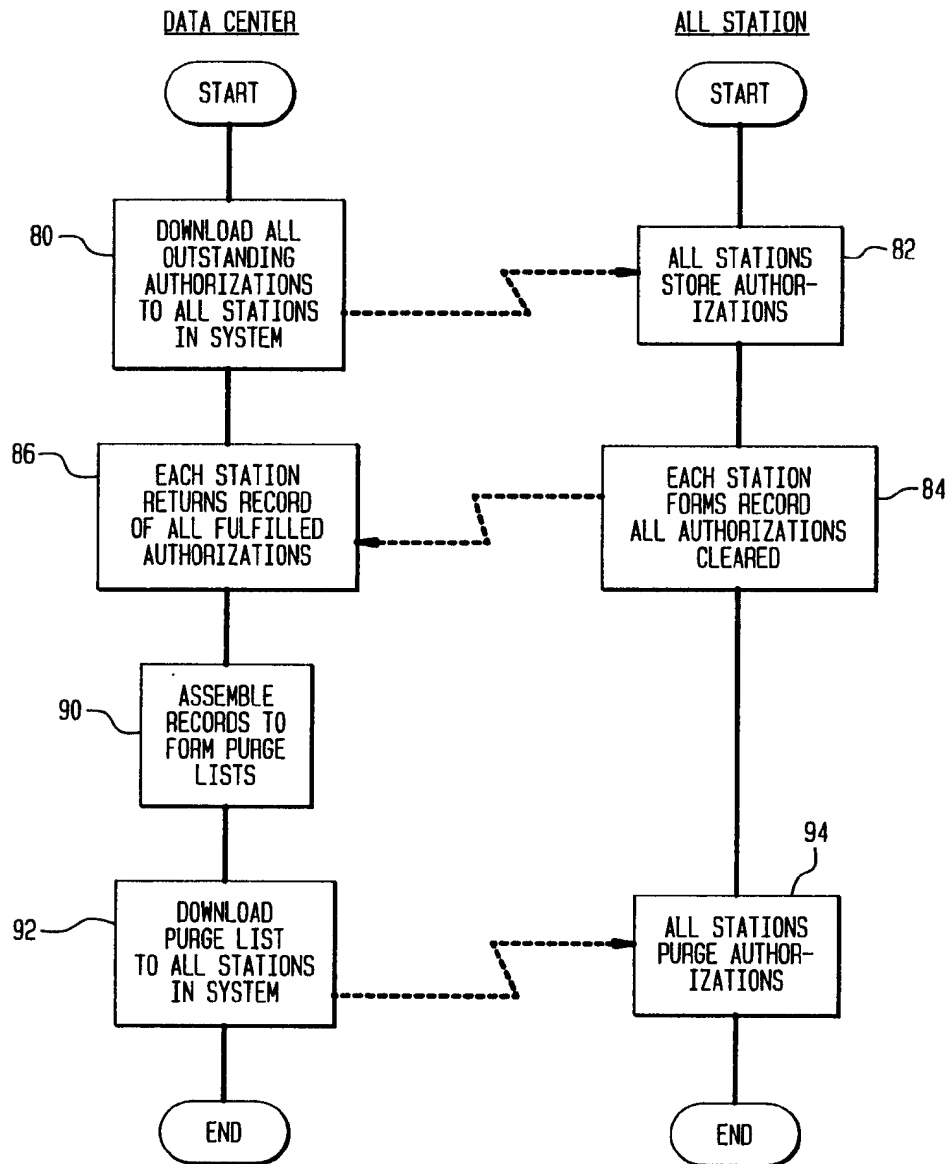 DATA CENTER
ALL STATION
START
START
80
DOWNLOAD ALL
OUTSTANDING
AUTHORIZATIONS
TO ALL STATIONS
IN SYSTEM
ALL STATIONS
STORE AUTHOR-
IZATIONS
82
86
EACH STATION
RETURNS RECORD
OF ALL FULFILLED
AUTHORIZATIONS
EACH STATION
FORMS RECORD
ALL AUTHORIZATIONS
CLEARED
84
90
ASSEMBLE
RECORDS TO
FORM PURGE
LISTS
92
DOWNLOAD
PURGE LIST
TO ALL STATIONS
IN SYSTEM
94
ALL STATIONS
PURGE AUTHOR-
IZATIONS
END
END